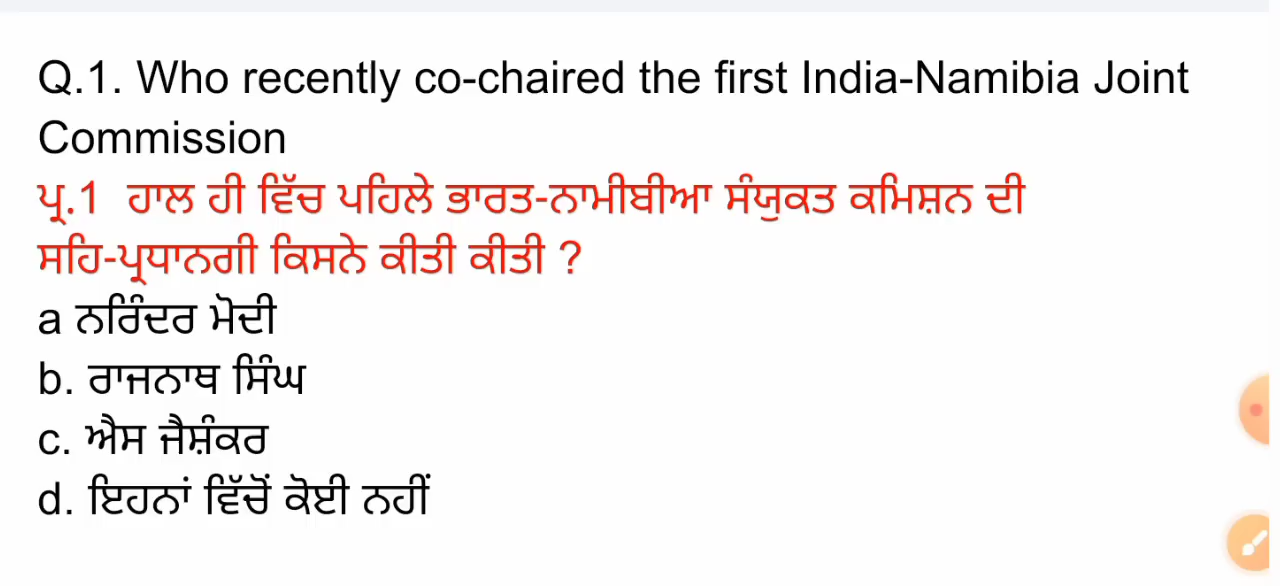 Q.1. Who recently co-chaired the first India-Namibia Joint
Commission
ਪ੍ਰ.1 ਹਾਲ ਹੀ ਵਿੱਚ ਪਹਿਲੇ ਭਾਰਤ-ਨਾਮੀਬੀਆ ਸੰਯੁਕਤ ਕਮਿਸ਼ਨ ਦੀ
ਸਹਿ-ਪ੍ਰਧਾਨਗੀ ਕਿਸਨੇ ਕੀਤੀ ਕੀਤੀ ?
a ਨਰਿੰਦਰ ਮੋਦੀ
b. ਰਾਜਨਾਥ ਸਿੰਘ
c. ਐਸ ਜੈਸ਼ੰਕਰ
d. ਇਹਨਾਂ ਵਿੱਚੋਂ ਕੋਈ ਨਹੀਂ